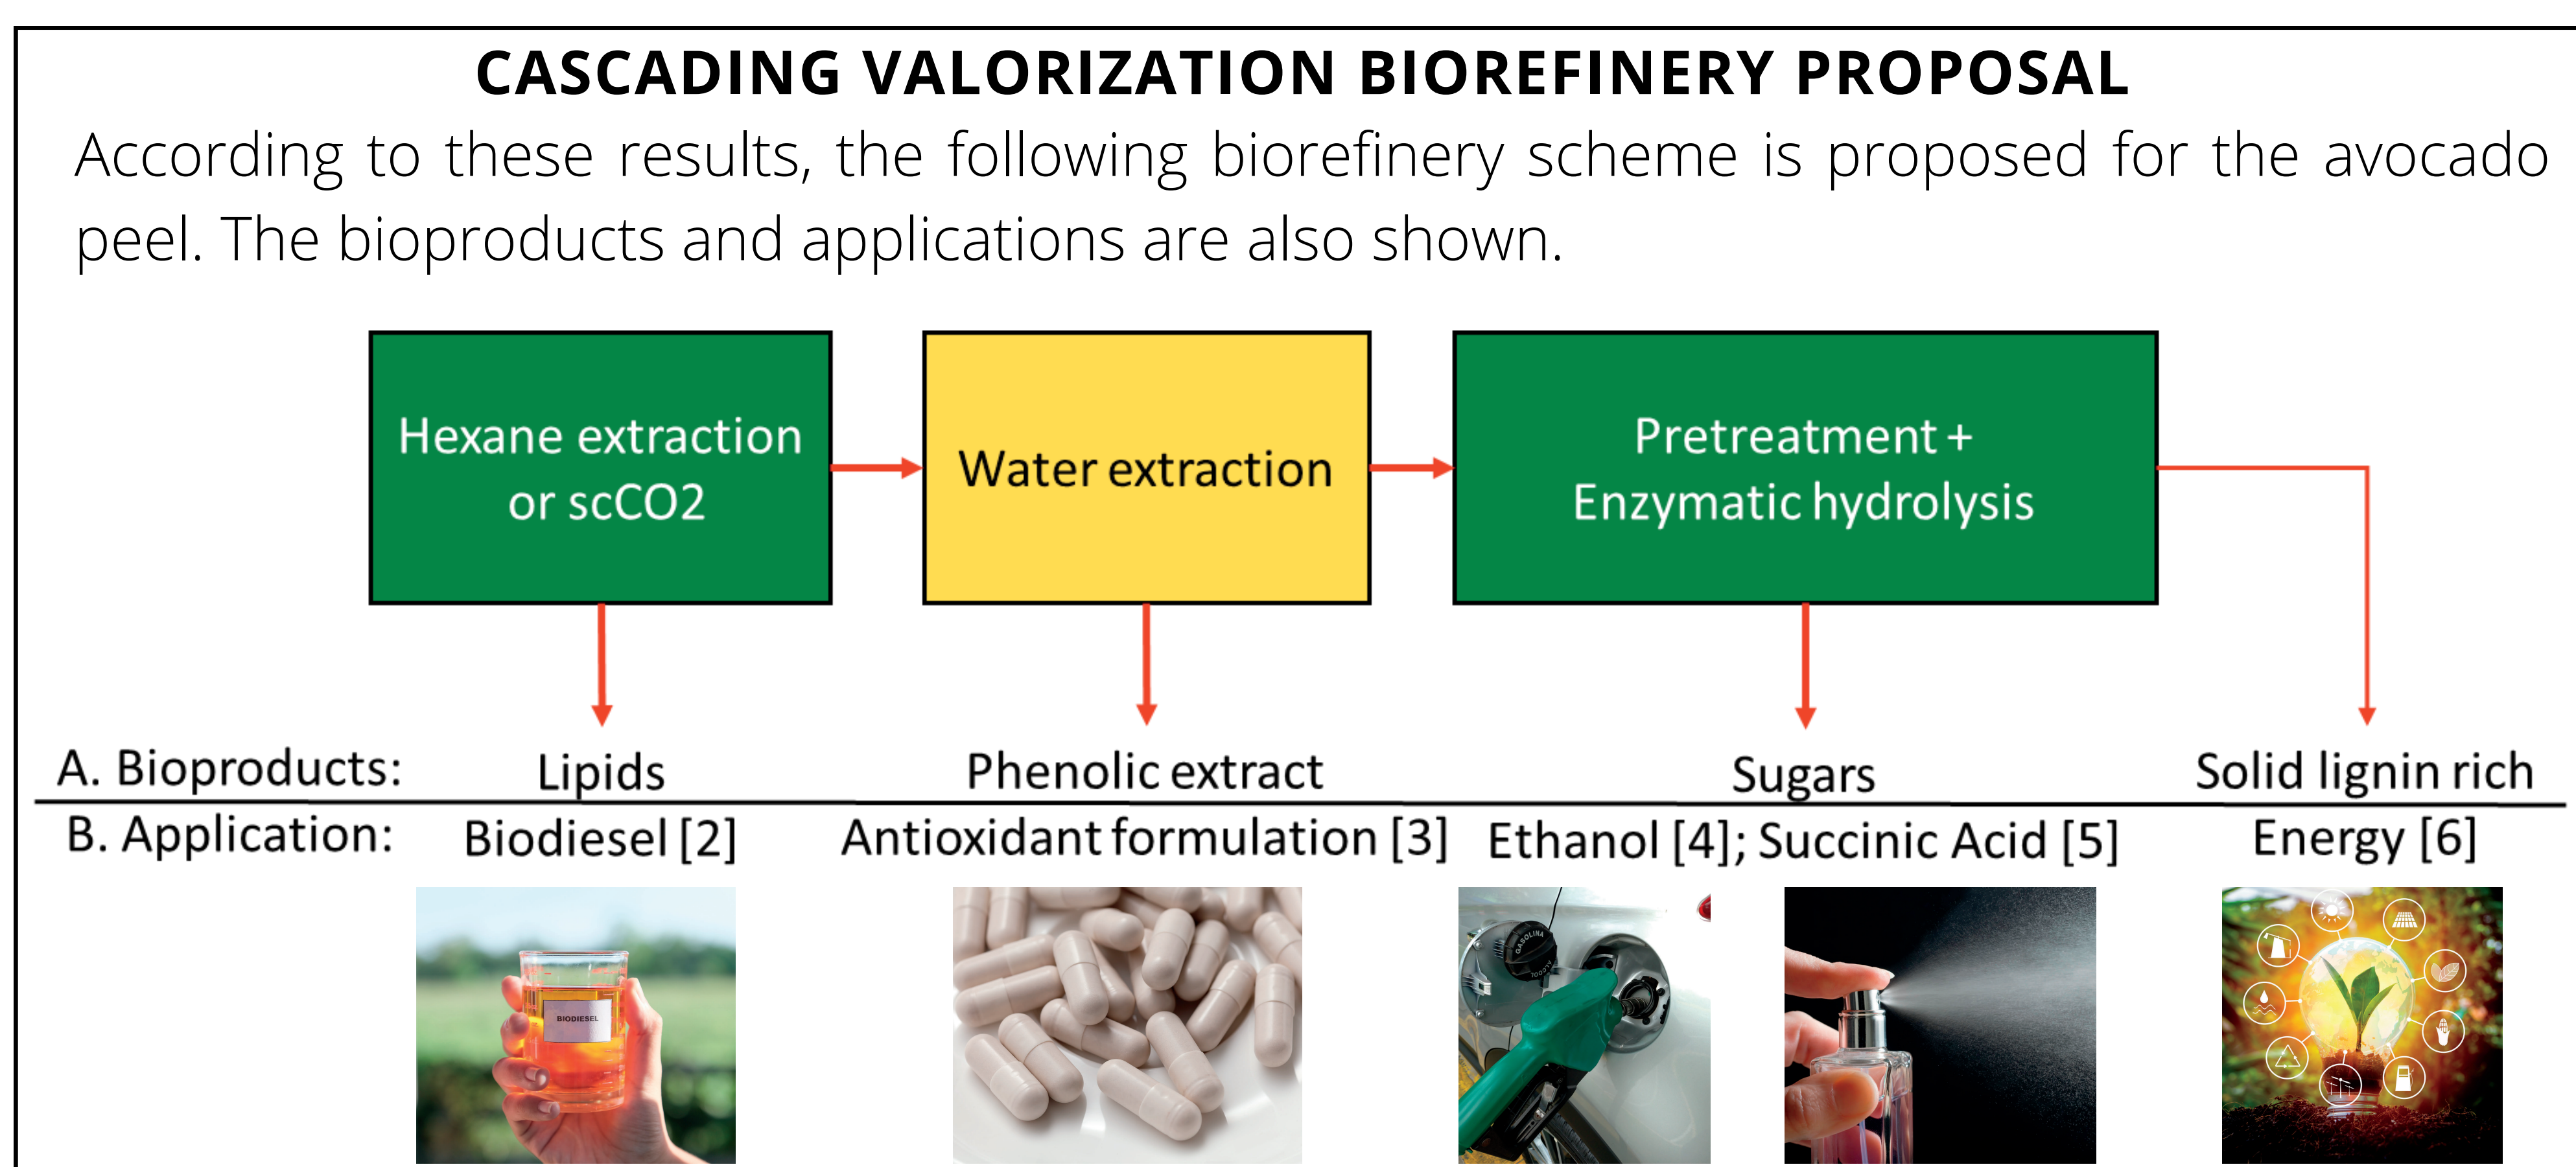 CASCADING VALORIZATION BIOREFINERY PROPOSAL
According to these results, the following biorefinery scheme is proposed for the avocado
peel. The bioproducts and applications are also shown.
Hexane extraction
or scCO2
Water extraction
Pretreatment +
Enzymatic hydrolysis
A. Bioproducts:
Lipids
Phenolic extract
Sugars
Solid lignin rich
B. Application:
Biodiesel [2]
Antioxidant formulation [3]
Ethanol [4]; Succinic Acid [5]
Energy [6]
BIODIESEL
GASOLINA
ALCOOL